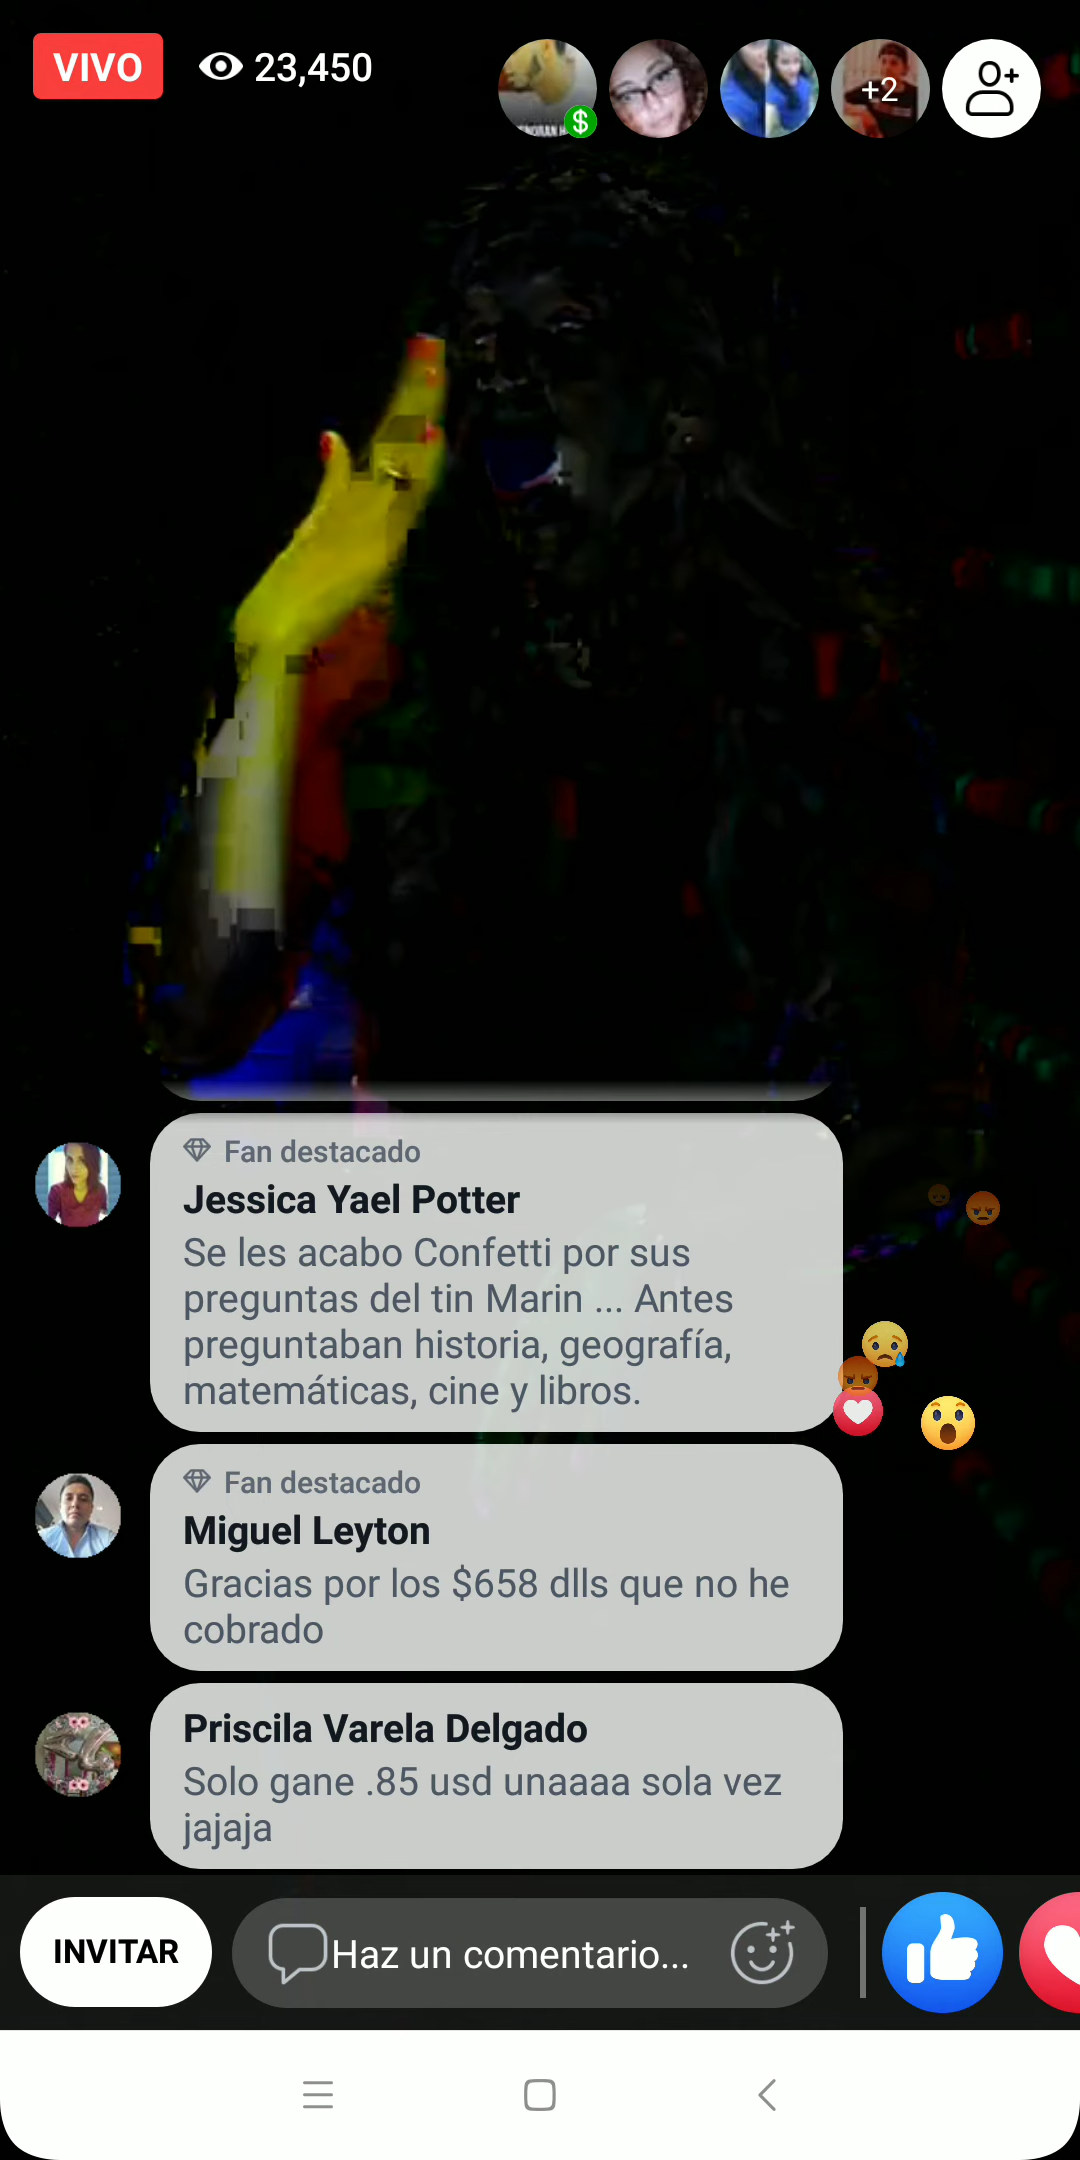 VIVO
23,450
+2
Fan destacado
Jessica Yael Potter
Se les acabo Confetti por sus
preguntas del tin Marin ... Antes
preguntaban historia, geografía,
matemáticas, cine y libros.
Fan destacado
Miguel Leyton
Gracias por los $658 dlls que no he
cobrado
Priscila Varela Delgado
Solo gane .85 usd unaaaa sola vez
jajaja
INVITAR
Haz un comentario...